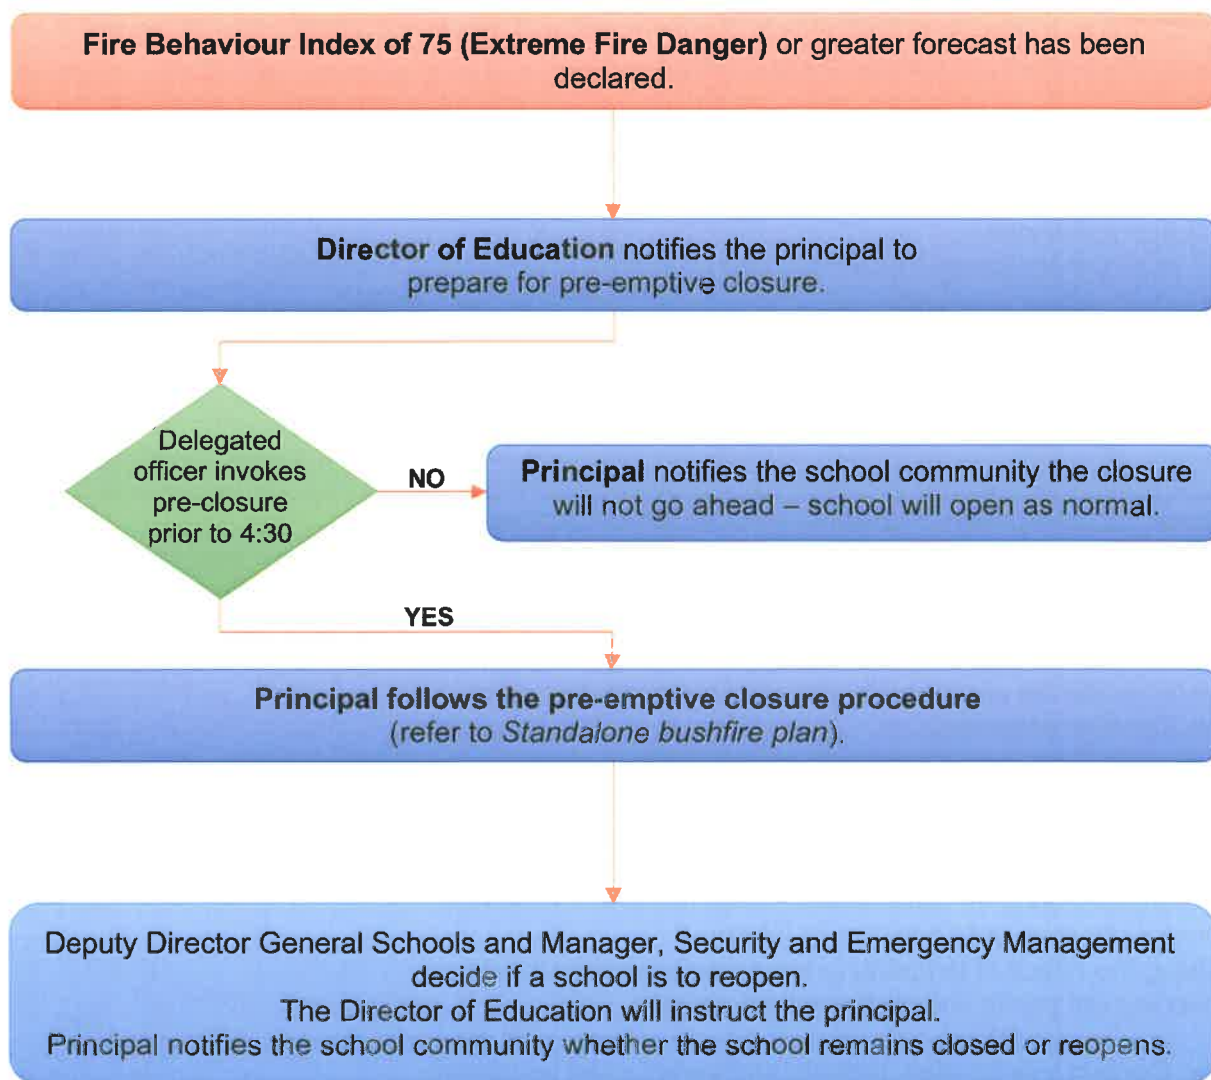 Fire Behaviour Index of 75 (Extreme Fire Danger) or greater forecast has been
declared.
Director of Education notifies the principal to
prepare for pre-emptive closure.
Delegated
officer invokes
pre-closure
prior to 4:30
NO
Principal notifies the school community the closure
will not go ahead – school will open as normal.
YES
Principal follows the pre-emptive closure procedure
(refer to Standalone bushfire plan).
Deputy Director General Schools and Manager, Security and Emergency Management
decide if a school is to reopen.
The Director of Education will instruct the principal.
Principal notifies the school community whether the school remains closed or reopens.